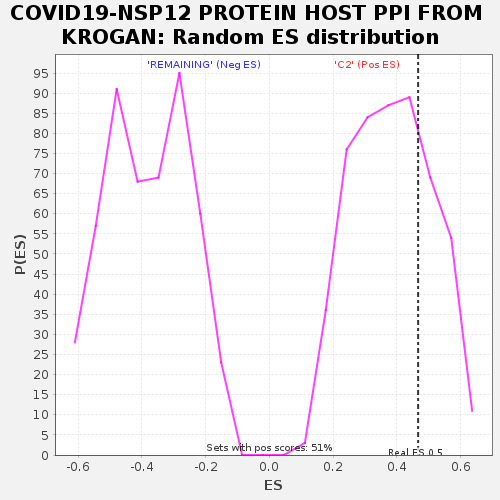 COVID19-NSP12 PROTEIN HOST PPI FROM
KROGAN: Random ES distribution
'REMAINING' (Neg ES) 'C2' (Pos ES)
95
90
85
80
75
70
65
60
55
50
45
40
35
30
25
20
15
10
5
0
P(ES)
Sets with pos scores: 51%
Real ES 0.5
-0.6 -0.4 -0.2 0.0 0.2 0.4 0.6
ES